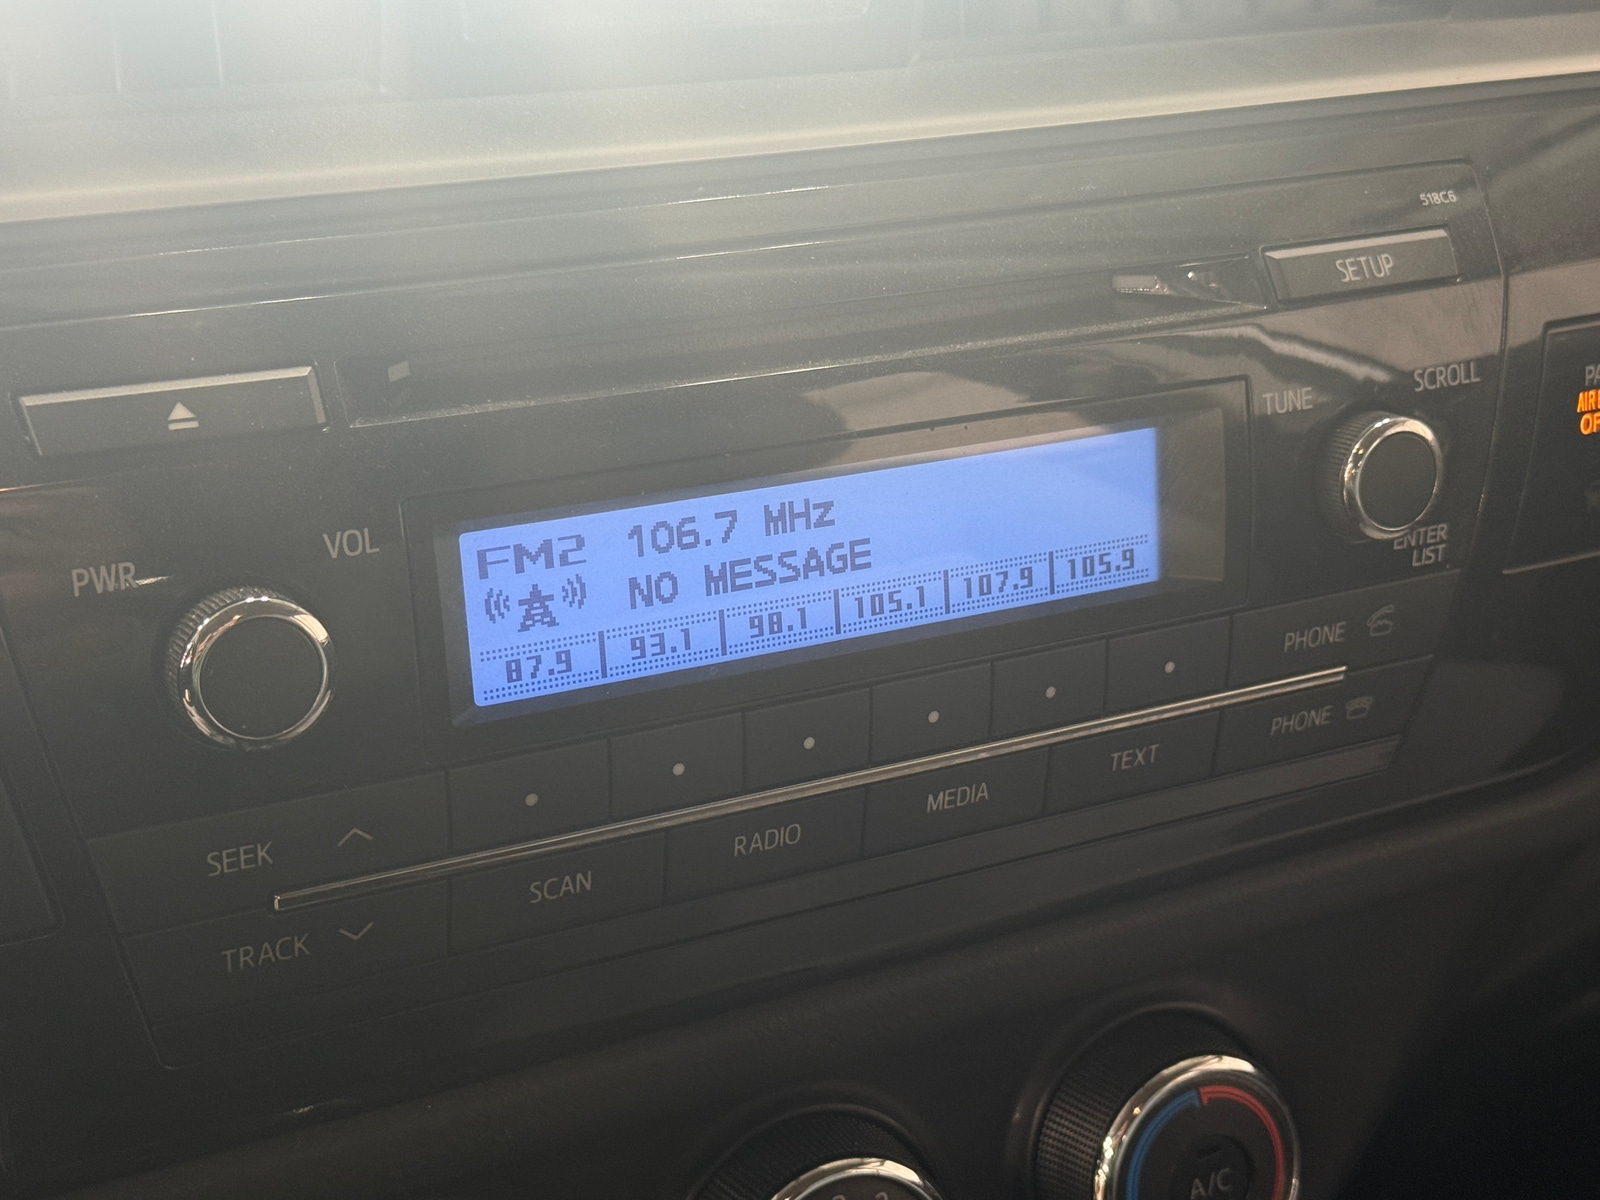 518C6
SETUP
SCROLL
TUNE
ENTER
LIST
PWR
VOL
FM2 106.7 MHz
NO MESSAGE
87.9 93.1 98.1 105.1 107.9 105.9
PHONE
PHONE
SEEK
TRACK
SCAN
RADIO
MEDIA
TEXT
A/C